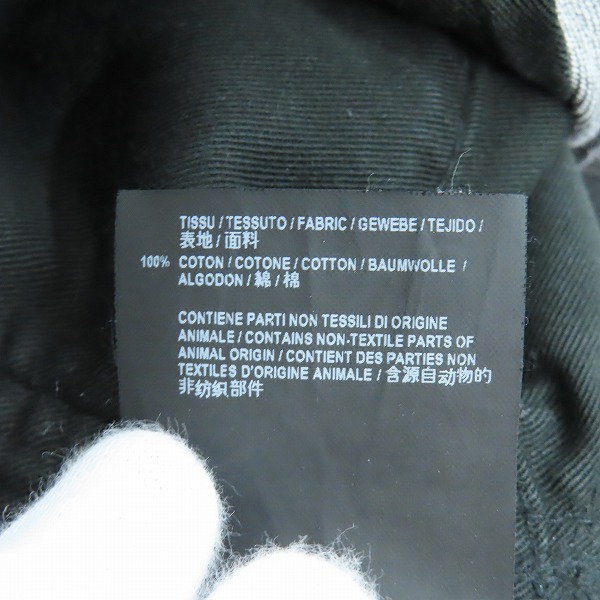 TISSU / TESSUTO / FABRIC / GEWEBE / TEJIDO /
表地 / 面料
100% COTON / COTONE / COTTON / BAUMWOLLE /
ALGODON / 綿 / 棉
CONTIENE PARTI NON TESSILI DI ORIGINE
ANIMALE / CONTAINS NON-TEXTILE PARTS OF
ANIMAL ORIGIN / CONTIENT DES PARTIES NON
TEXTILES D'ORIGINE ANIMALE / 含源自动物的
非纺织部件